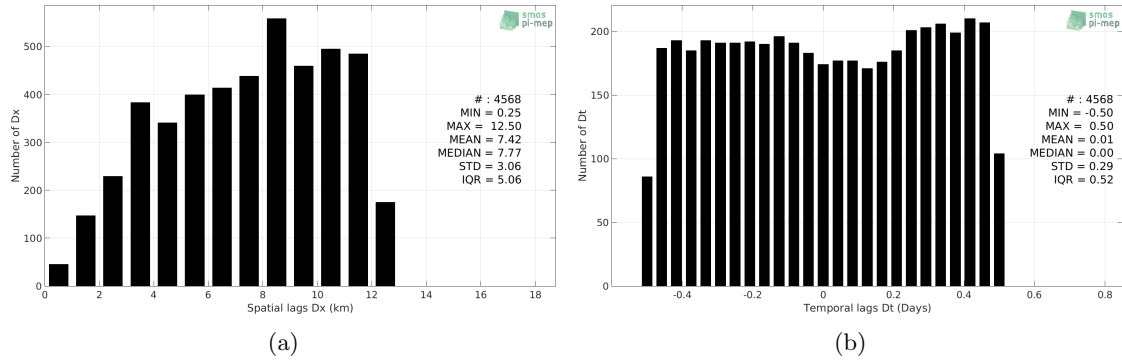 smos
pi-mep
500
400
300
200
100
0
Number of Dx
# : 4568
MIN = 0.25
MAX = 12.50
MEAN = 7.42
MEDIAN = 7.77
STD = 3.06
IQR = 5.06
0 2 4 6 8 10 12 14 16 18
Spatial lags Dx (km)
(a)
smos
pi-mep
200
150
100
50
0
Number of Dt
# : 4568
MIN = -0.50
MAX = 0.50
MEAN = 0.01
MEDIAN = 0.00
STD = 0.29
IQR = 0.52
-0.4 -0.2 0 0.2 0.4 0.6 0.8
Temporal lags Dt (Days)
(b)